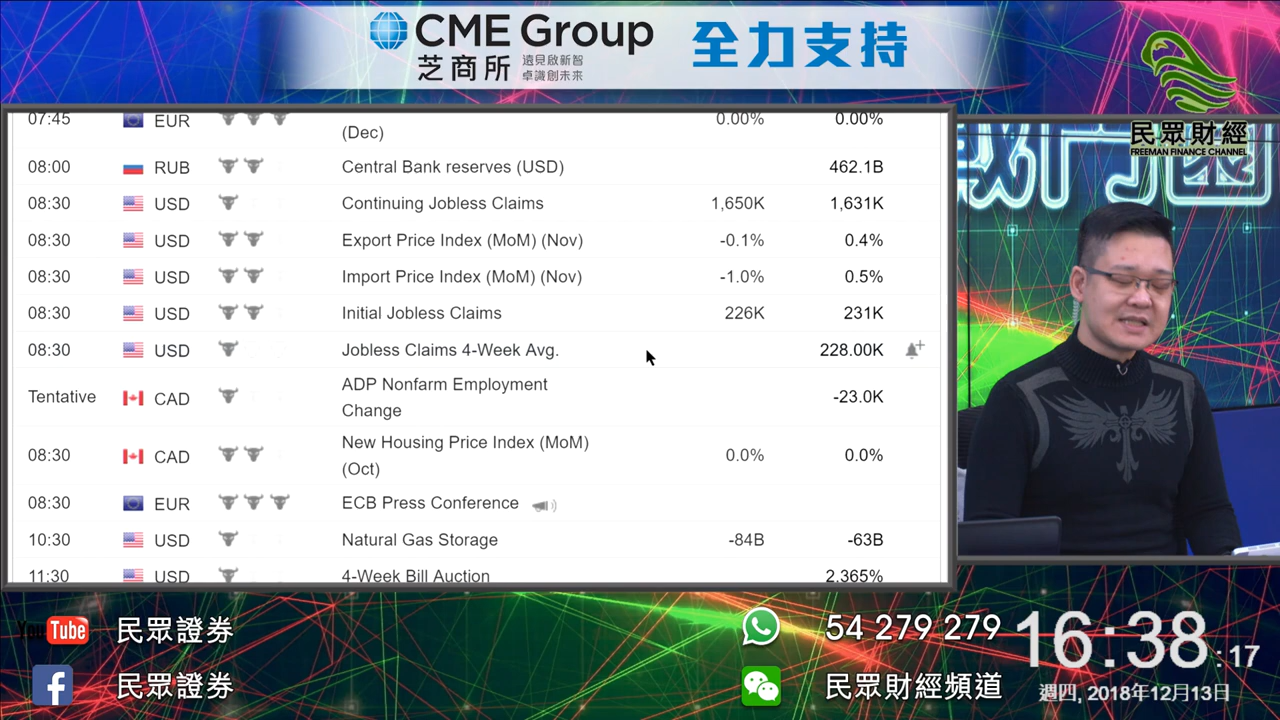 CME Group
芝商所
遠見啟新智
卓識創未來
全力支持
民眾財經
FREEMAN FINANCE CHANNEL
07:45 EUR (Dec) 0.00% 0.00%
08:00 RUB Central Bank reserves (USD) 462.1B
08:30 USD Continuing Jobless Claims 1,650K 1,631K
08:30 USD Export Price Index (MoM) (Nov) -0.1% 0.4%
08:30 USD Import Price Index (MoM) (Nov) -1.0% 0.5%
08:30 USD Initial Jobless Claims 226K 231K
08:30 USD Jobless Claims 4-Week Avg. 228.00K
Tentative CAD ADP Nonfarm Employment
Change -23.0K
08:30 CAD New Housing Price Index (MoM)
(Oct) 0.0% 0.0%
08:30 EUR ECB Press Conference
10:30 USD Natural Gas Storage -84B -63B
11:30 USD 4-Week Bill Auction 2.365%
YouTube 民眾證券
f 民眾證券
54 279 279
民眾財經頻道
16:38:17
週四, 2018年12月13日